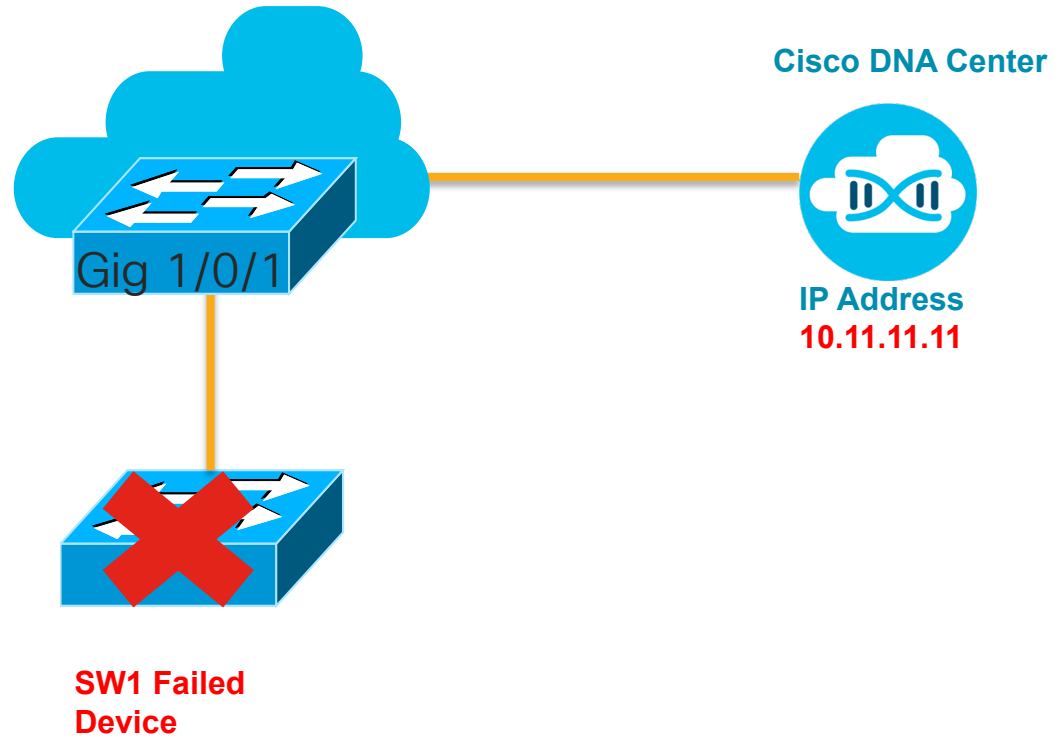 Cisco DNA Center
Gig 1/0/1
IP Address
10.11.11.11
SW1 Failed
Device